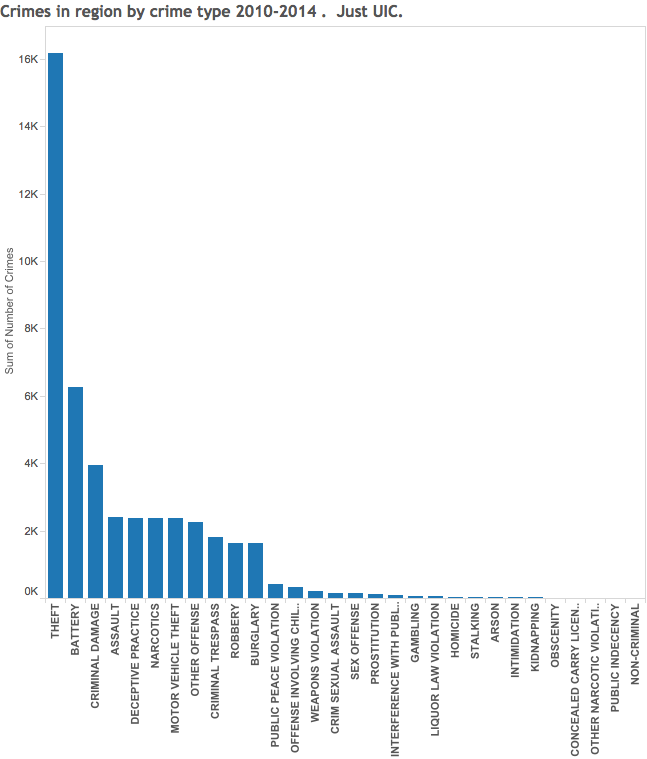 Crimes in region by crime type 2010-2014 .  Just UIC.
16K
14K
12K
10K
8K
6K
4K
2K
0K
Sum of Number of Crimes
THEFT
BATTERY
CRIMINAL DAMAGE
ASSAULT
DECEPTIVE PRACTICE
NARCOTICS
MOTOR VEHICLE THEFT
OTHER OFFENSE
CRIMINAL TRESPASS
ROBBERY
BURGLARY
PUBLIC PEACE VIOLATION
OFFENSE INVOLVING CHIL..
WEAPONS VIOLATION
CRIM SEXUAL ASSAULT
SEX OFFENSE
PROSTITUTION
INTERFERENCE WITH PUBL..
GAMBLING
LIQUOR LAW VIOLATION
HOMICIDE
STALKING
ARSON
INTIMIDATION
KIDNAPPING
OBSCENITY
CONCEALED CARRY LICEN..
OTHER NARCOTIC VIOLATI..
PUBLIC INDECENCY
NON-CRIMINAL